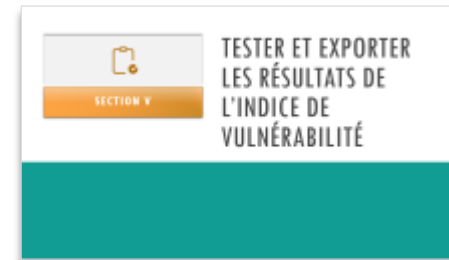 SECTION V
TESTER ET EXPORTER
LES RÉSULTATS DE
L'INDICE DE
VULNÉRABILITÉ